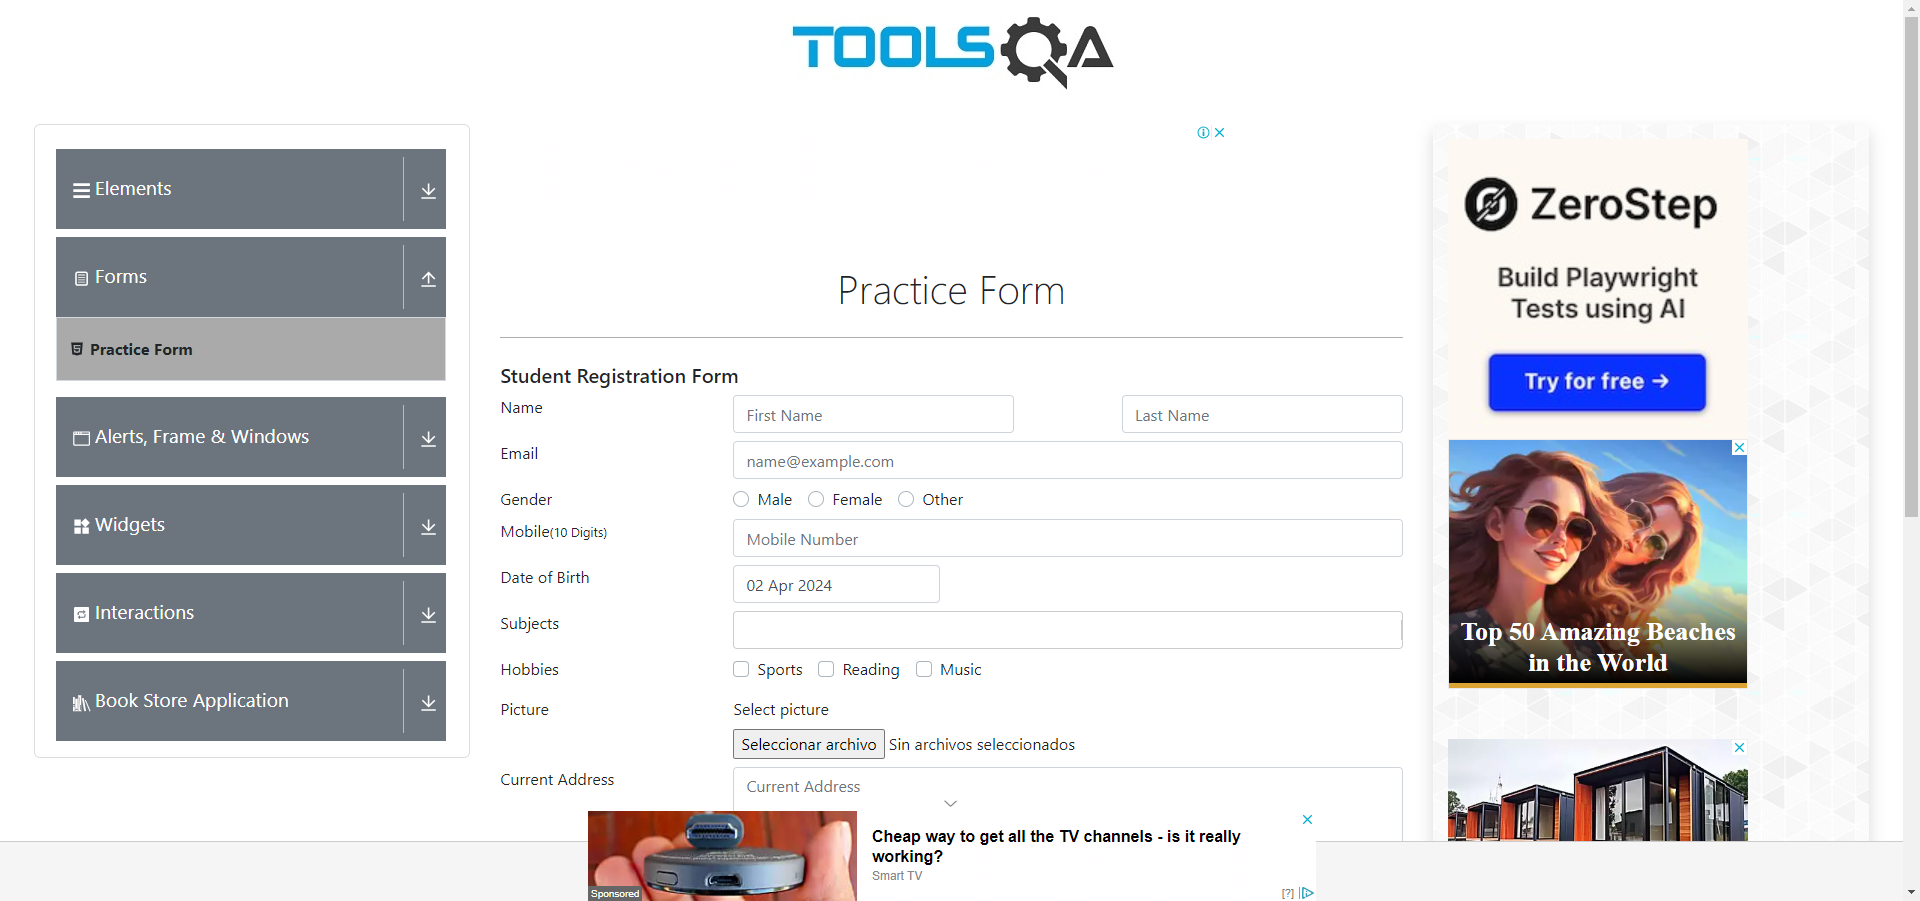 TOOLSQA
Elements
Forms
Practice Form
Alerts, Frame & Windows
Widgets
Interactions
Book Store Application
Practice Form
Student Registration Form
Name
First Name
Last Name
Email
name@example.com
Gender
Male
Female
Other
Mobile(10 Digits)
Mobile Number
Date of Birth
02 Apr 2024
Subjects
Hobbies
Sports
Reading
Music
Picture
Select picture
Seleccionar archivo Sin archivos seleccionados
Current Address
Current Address
ZeroStep
Build Playwright
Tests using AI
Try for free →
Top 50 Amazing Beaches
in the World
Sponsored
Cheap way to get all the TV channels - is it really
working?
Smart TV
[?]